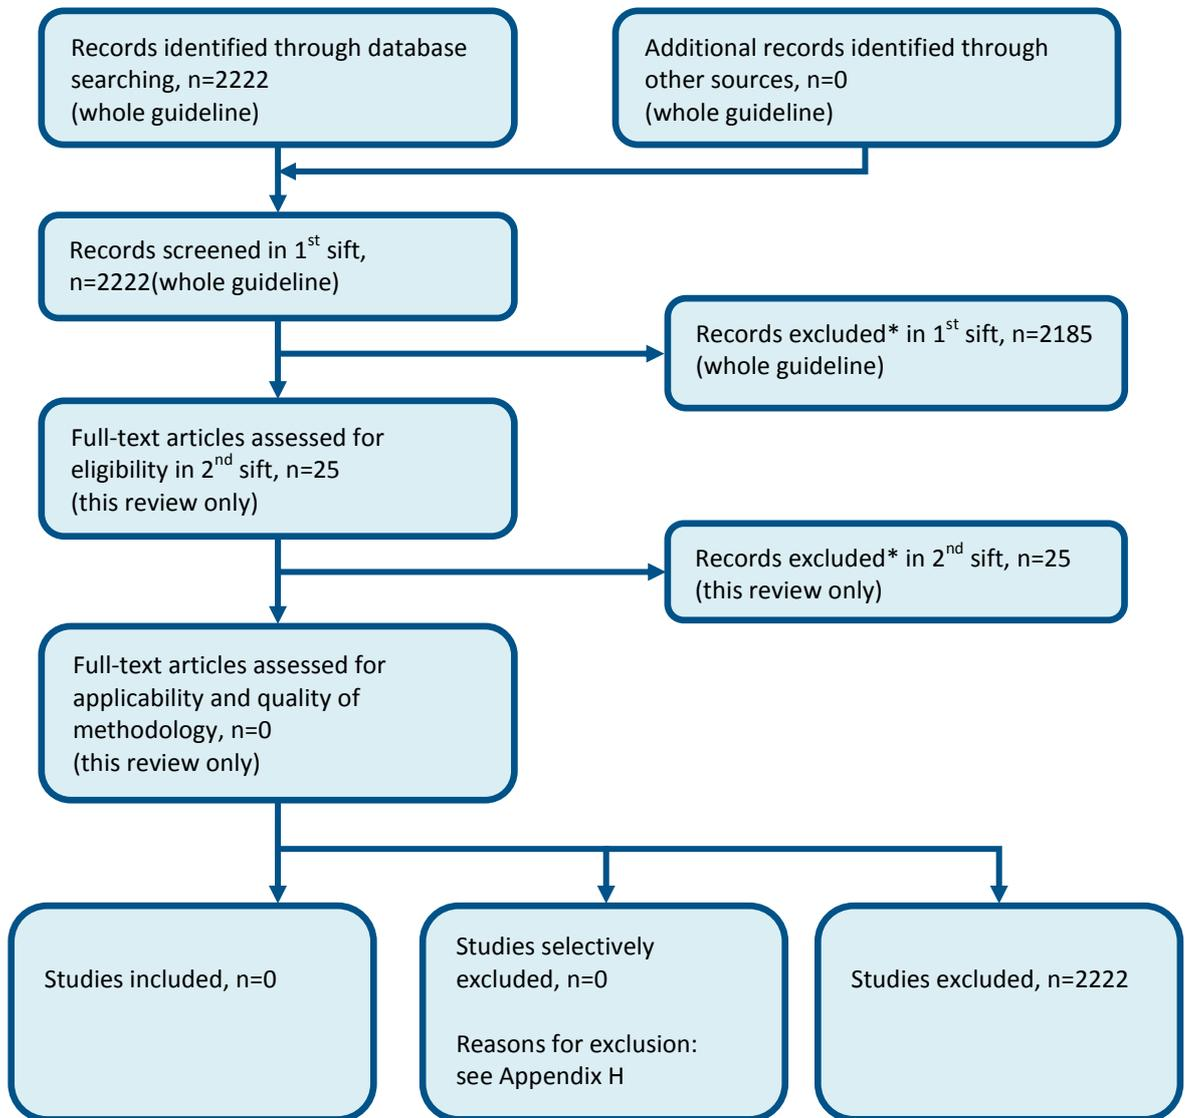 Records identified through database
searching, n=2222
(whole guideline)
Additional records identified through
other sources, n=0
(whole guideline)
Records screened in 1st sift,
n=2222(whole guideline)
Records excluded* in 1st sift, n=2185
(whole guideline)
Full-text articles assessed for
eligibility in 2nd sift, n=25
(this review only)
Records excluded* in 2nd sift, n=25
(this review only)
Full-text articles assessed for
applicability and quality of
methodology, n=0
(this review only)
Studies included, n=0
Studies selectively
excluded, n=0
Reasons for exclusion:
see Appendix H
Studies excluded, n=2222